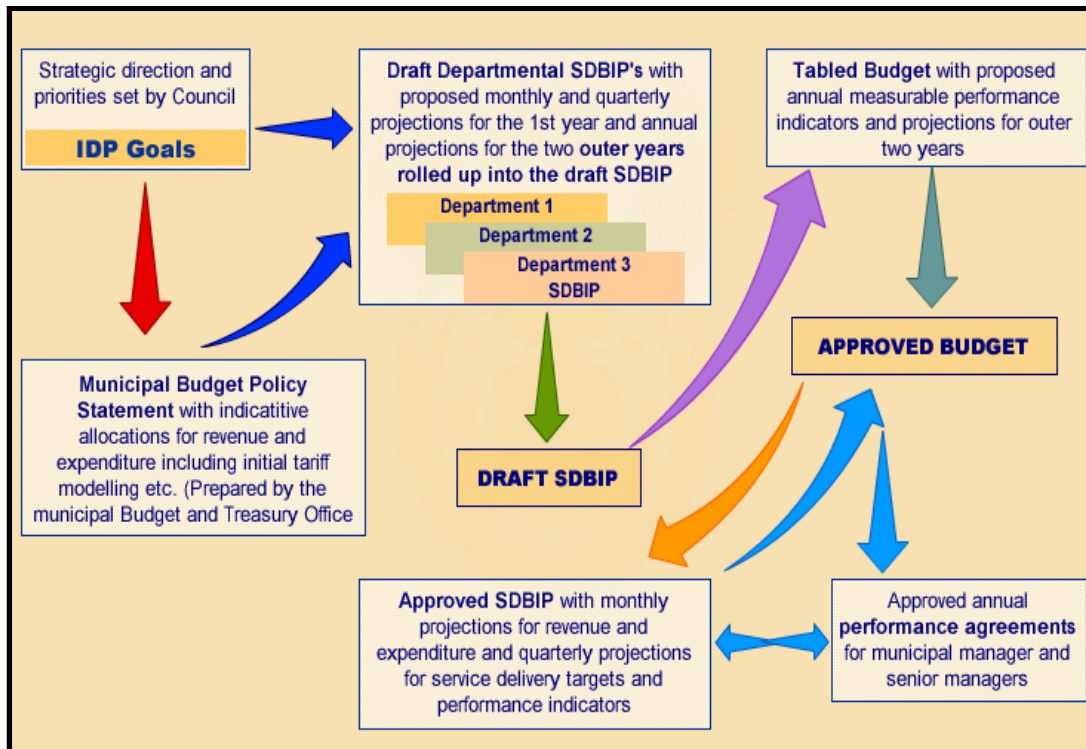 Strategic direction and
priorities set by Council
IDP Goals
Draft Departmental SDBIP's with
proposed monthly and quarterly
projections for the 1st year and annual
projections for the two outer years
rolled up into the draft SDBIP
Department 1
Department 2
Department 3
SDBIP
Tabled Budget with proposed
annual measurable performance
indicators and projections for outer
two years
Municipal Budget Policy
Statement with indicatitive
allocations for revenue and
expenditure including initial tariff
modelling etc. (Prepared by the
municipal Budget and Treasury Office
DRAFT SDBIP
APPROVED BUDGET
Approved SDBIP with monthly
projections for revenue and
expenditure and quarterly projections
for service delivery targets and
performance indicators
Approved annual
performance agreements
for municipal manager and
senior managers